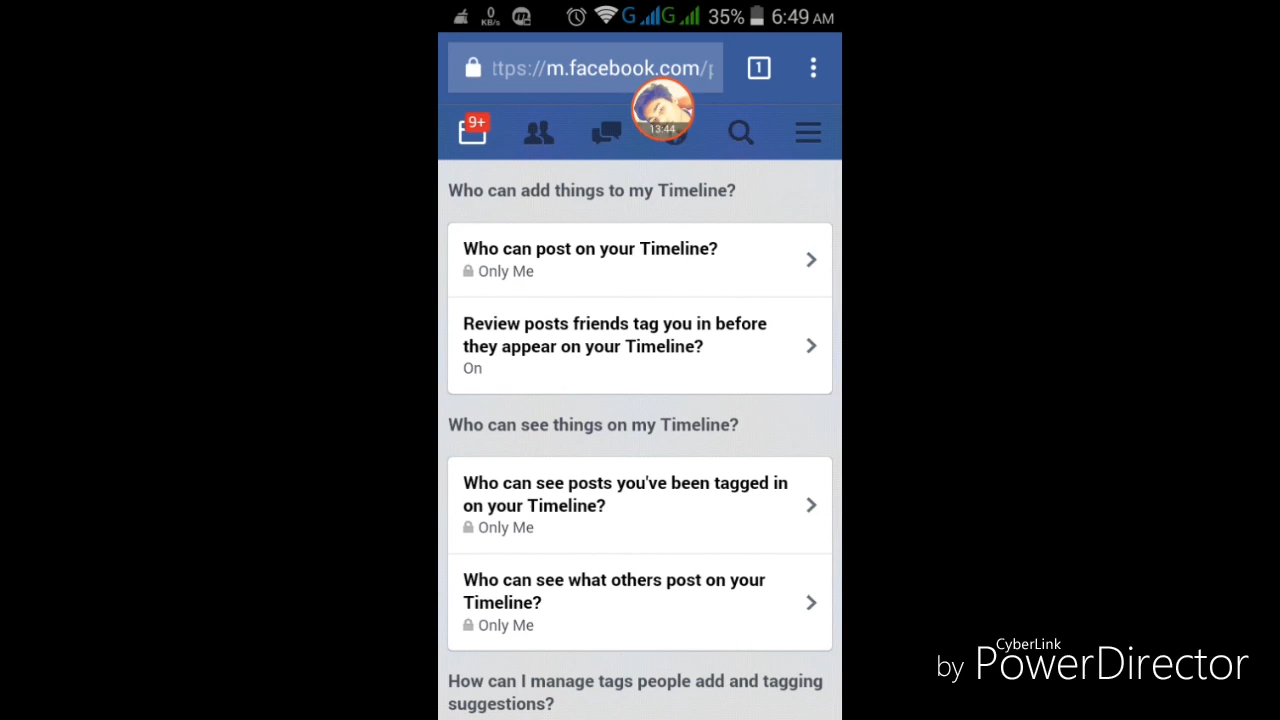 0
KB/s
G
G
35%
6:49 AM
ttps://m.facebook.com/p
1
9+
13:44
Who can add things to my Timeline?
Who can post on your Timeline?
Only Me
Review posts friends tag you in before
they appear on your Timeline?
On
Who can see things on my Timeline?
Who can see posts you've been tagged in
on your Timeline?
Only Me
Who can see what others post on your
Timeline?
Only Me
How can I manage tags people add and tagging
suggestions?
CyberLink
by PowerDirector